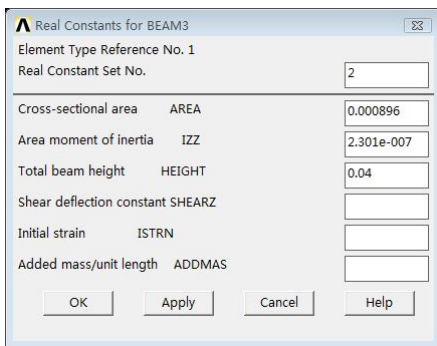 Real Constants for BEAM3
Element Type Reference No. 1
Real Constant Set No. 2
Cross-sectional area AREA 0.000896
Area moment of inertia IZZ 2.301e-007
Total beam height HEIGHT 0.04
Shear deflection constant SHEARZ
Initial strain ISTRN
Added mass/unit length ADDMAS
OK Apply Cancel Help